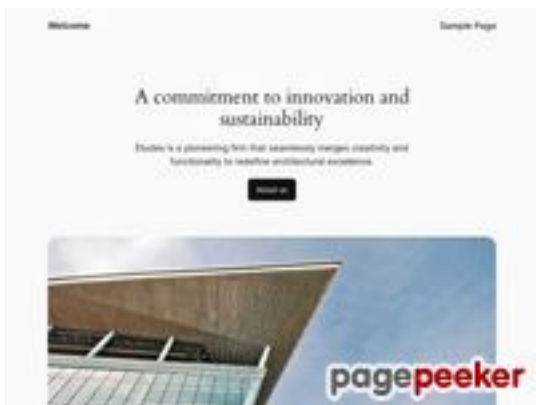 Welcome
Sample Page
A commitment to innovation and
sustainability
Études is a pioneering firm that seamlessly merges creativity and
functionality to redefine architectural excellence.
About us
pagepeeker